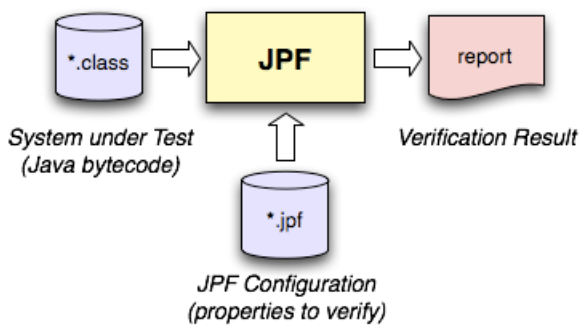 *.class
JPF
report
System under Test
(Java bytecode)
Verification Result
*.jpf
JPF Configuration
(properties to verify)